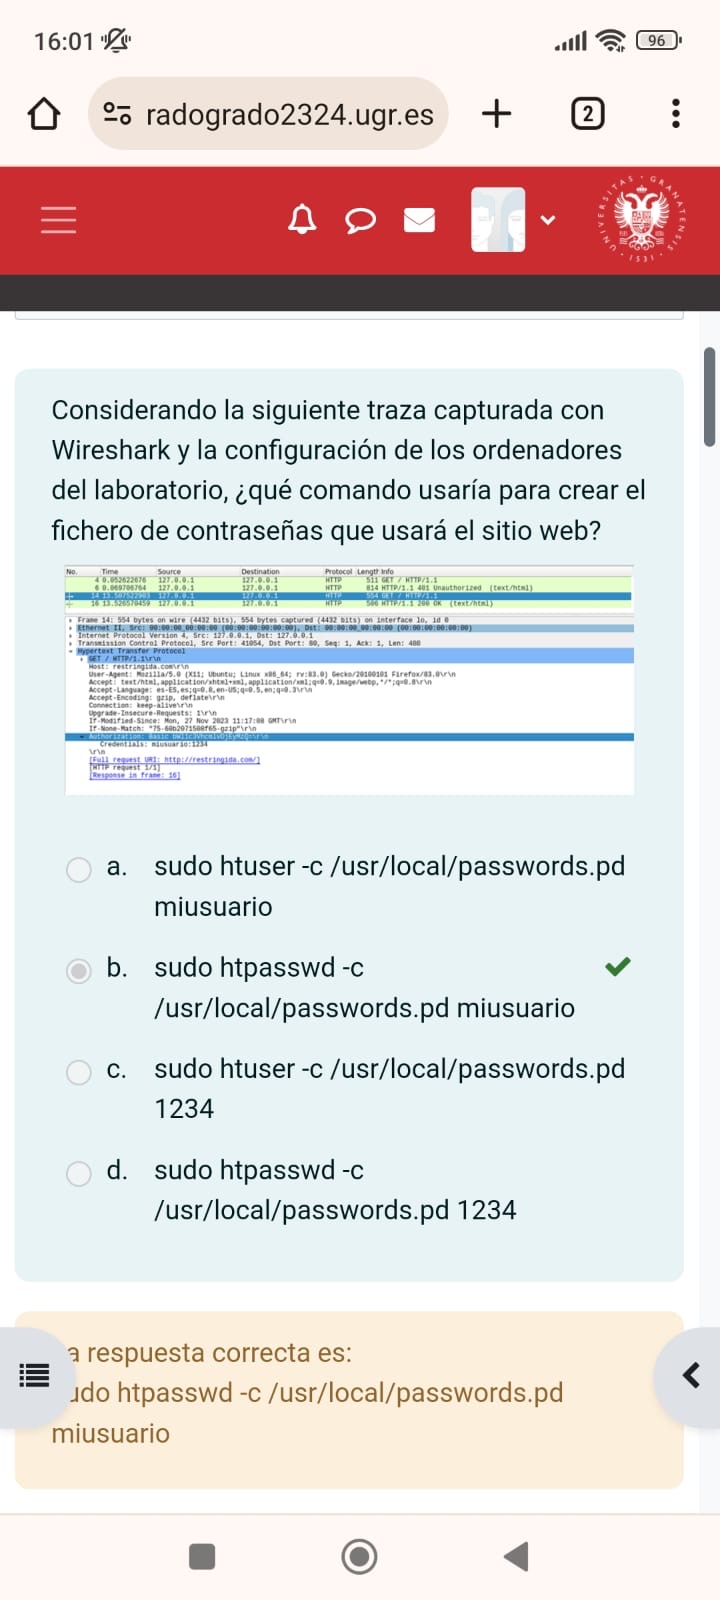 16:01
96
radogrado2324.ugr.es
2
UNIVERSITAS GRANATENSIS 1531
Considerando la siguiente traza capturada con
Wireshark y la configuración de los ordenadores
del laboratorio, ¿qué comando usaría para crear el
fichero de contraseñas que usará el sitio web?
No. Time Source Destination Protocol Length Info
4 0.052622676 127.0.0.1 127.0.0.1 HTTP 511 GET / HTTP/1.1
6 0.069706764 127.0.0.1 127.0.0.1 HTTP 814 HTTP/1.1 401 Unauthorized (text/html)
14 13.507522903 127.0.0.1 127.0.0.1 HTTP 554 GET / HTTP/1.1
16 13.526570459 127.0.0.1 127.0.0.1 HTTP 506 HTTP/1.1 200 OK (text/html)
Frame 14: 554 bytes on wire (4432 bits), 554 bytes captured (4432 bits) on interface lo, id 0
Ethernet II, Src: 00:00:00_00:00:00 (00:00:00:00:00:00), Dst: 00:00:00_00:00:00 (00:00:00:00:00:00)
Internet Protocol Version 4, Src: 127.0.0.1, Dst: 127.0.0.1
Transmission Control Protocol, Src Port: 41054, Dst Port: 80, Seq: 1, Ack: 1, Len: 488
Hypertext Transfer Protocol
GET / HTTP/1.1\r\n
Host: restringida.com\r\n
User-Agent: Mozilla/5.0 (X11; Ubuntu; Linux x86_64; rv:83.0) Gecko/20100101 Firefox/83.0\r\n
Accept: text/html,application/xhtml+xml,application/xml;q=0.9,image/webp,*/*;q=0.8\r\n
Accept-Language: es-ES,es;q=0.8,en-US;q=0.5,en;q=0.3\r\n
Accept-Encoding: gzip, deflate\r\n
Connection: keep-alive\r\n
Upgrade-Insecure-Requests: 1\r\n
If-Modified-Since: Mon, 27 Nov 2023 11:17:08 GMT\r\n
If-None-Match: "75-60b2071508f65-gzip"\r\n
Authorization: Basic
Credentials: miusuario:1234
\r\n
[Full request URI: http://restringida.com/]
[HTTP request 1/1]
[Response in frame: 16]
a. sudo htuser -c /usr/local/passwords.pd
miusuario
b. sudo htpasswd -c
/usr/local/passwords.pd miusuario
c. sudo htuser -c /usr/local/passwords.pd
1234
d. sudo htpasswd -c
/usr/local/passwords.pd 1234
a respuesta correcta es:
udo htpasswd -c /usr/local/passwords.pd
miusuario